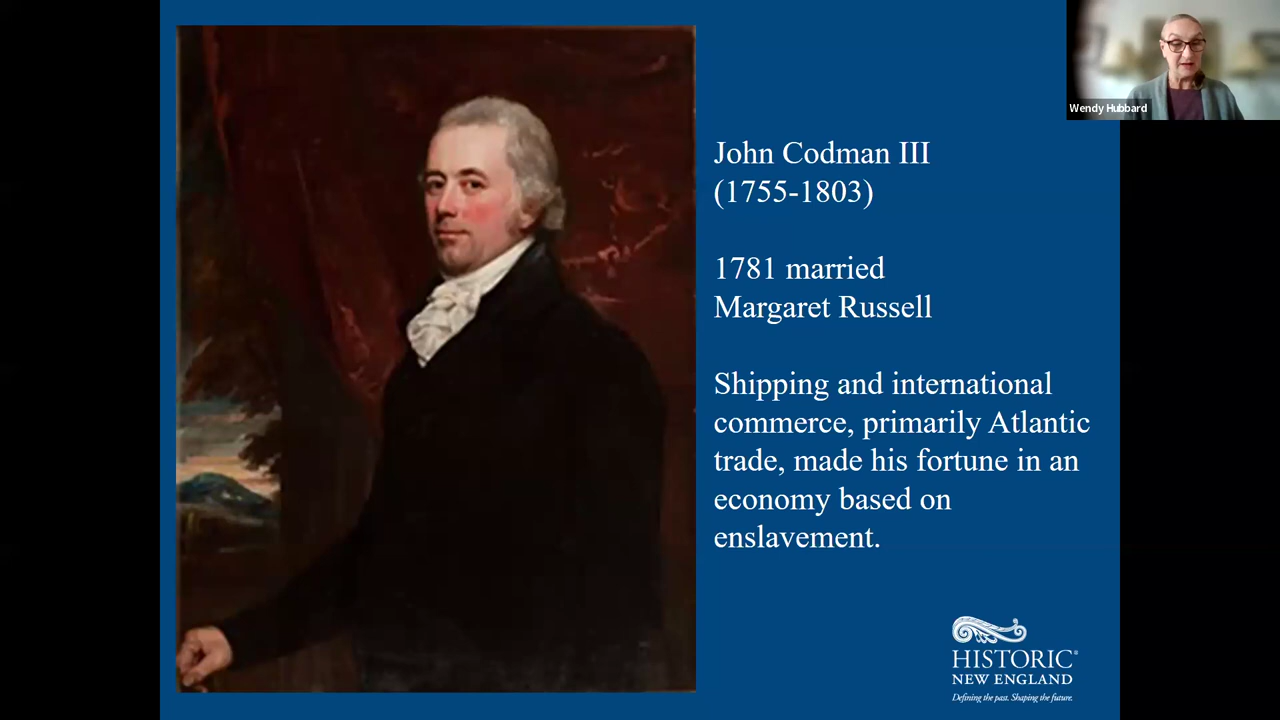 Wendy Hubbard
John Codman III
(1755-1803)
1781 married
Margaret Russell
Shipping and international
commerce, primarily Atlantic
trade, made his fortune in an
economy based on
enslavement.
HISTORIC®
NEW ENGLAND
Defining the past. Shaping the future.